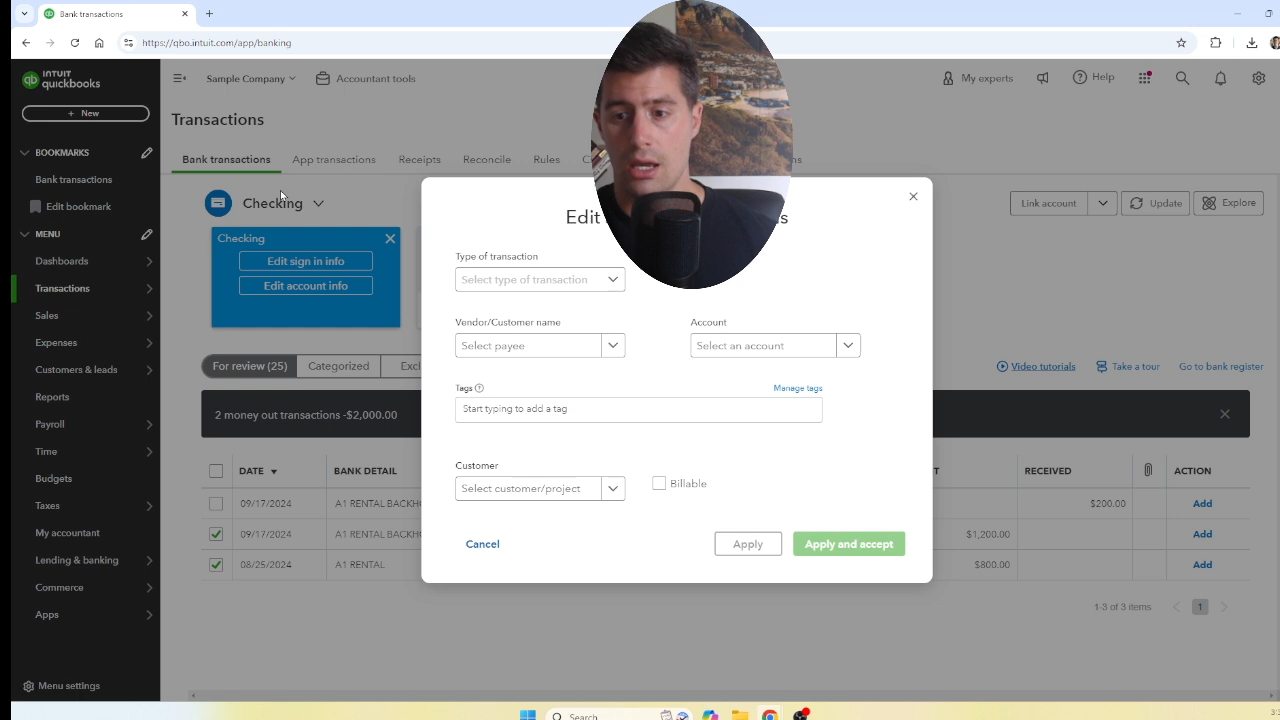 Bank transactions
https://qbo.intuit.com/app/banking
qb INTUIT quickbooks
Sample Company
Accountant tools
My experts
Help
+ New
Transactions
BOOKMARKS
Bank transactions
Edit bookmark
MENU
Dashboards
Transactions
Sales
Expenses
Customers & leads
Reports
Payroll
Time
Budgets
Taxes
My accountant
Lending & banking
Commerce
Apps
Menu settings
Bank transactions
App transactions
Receipts
Reconcile
Rules
Checking
Link account
Update
Explore
Checking
Edit sign in info
Edit account info
For review (25)
Categorized
Video tutorials
Take a tour
Go to bank register
2 money out transactions -$2,000.00
DATE
BANK DETAIL
RECEIVED
ACTION
09/17/2024
A1 RENTAL BACKH
$200.00
Add
09/17/2024
A1 RENTAL BACKH
$1,200.00
Add
08/25/2024
A1 RENTAL
$800.00
Add
1-3 of 3 items
1
Edit
Type of transaction
Select type of transaction
Vendor/Customer name
Account
Select payee
Select an account
Tags
Manage tags
Start typing to add a tag
Customer
Select customer/project
Billable
Cancel
Apply
Apply and accept
Search